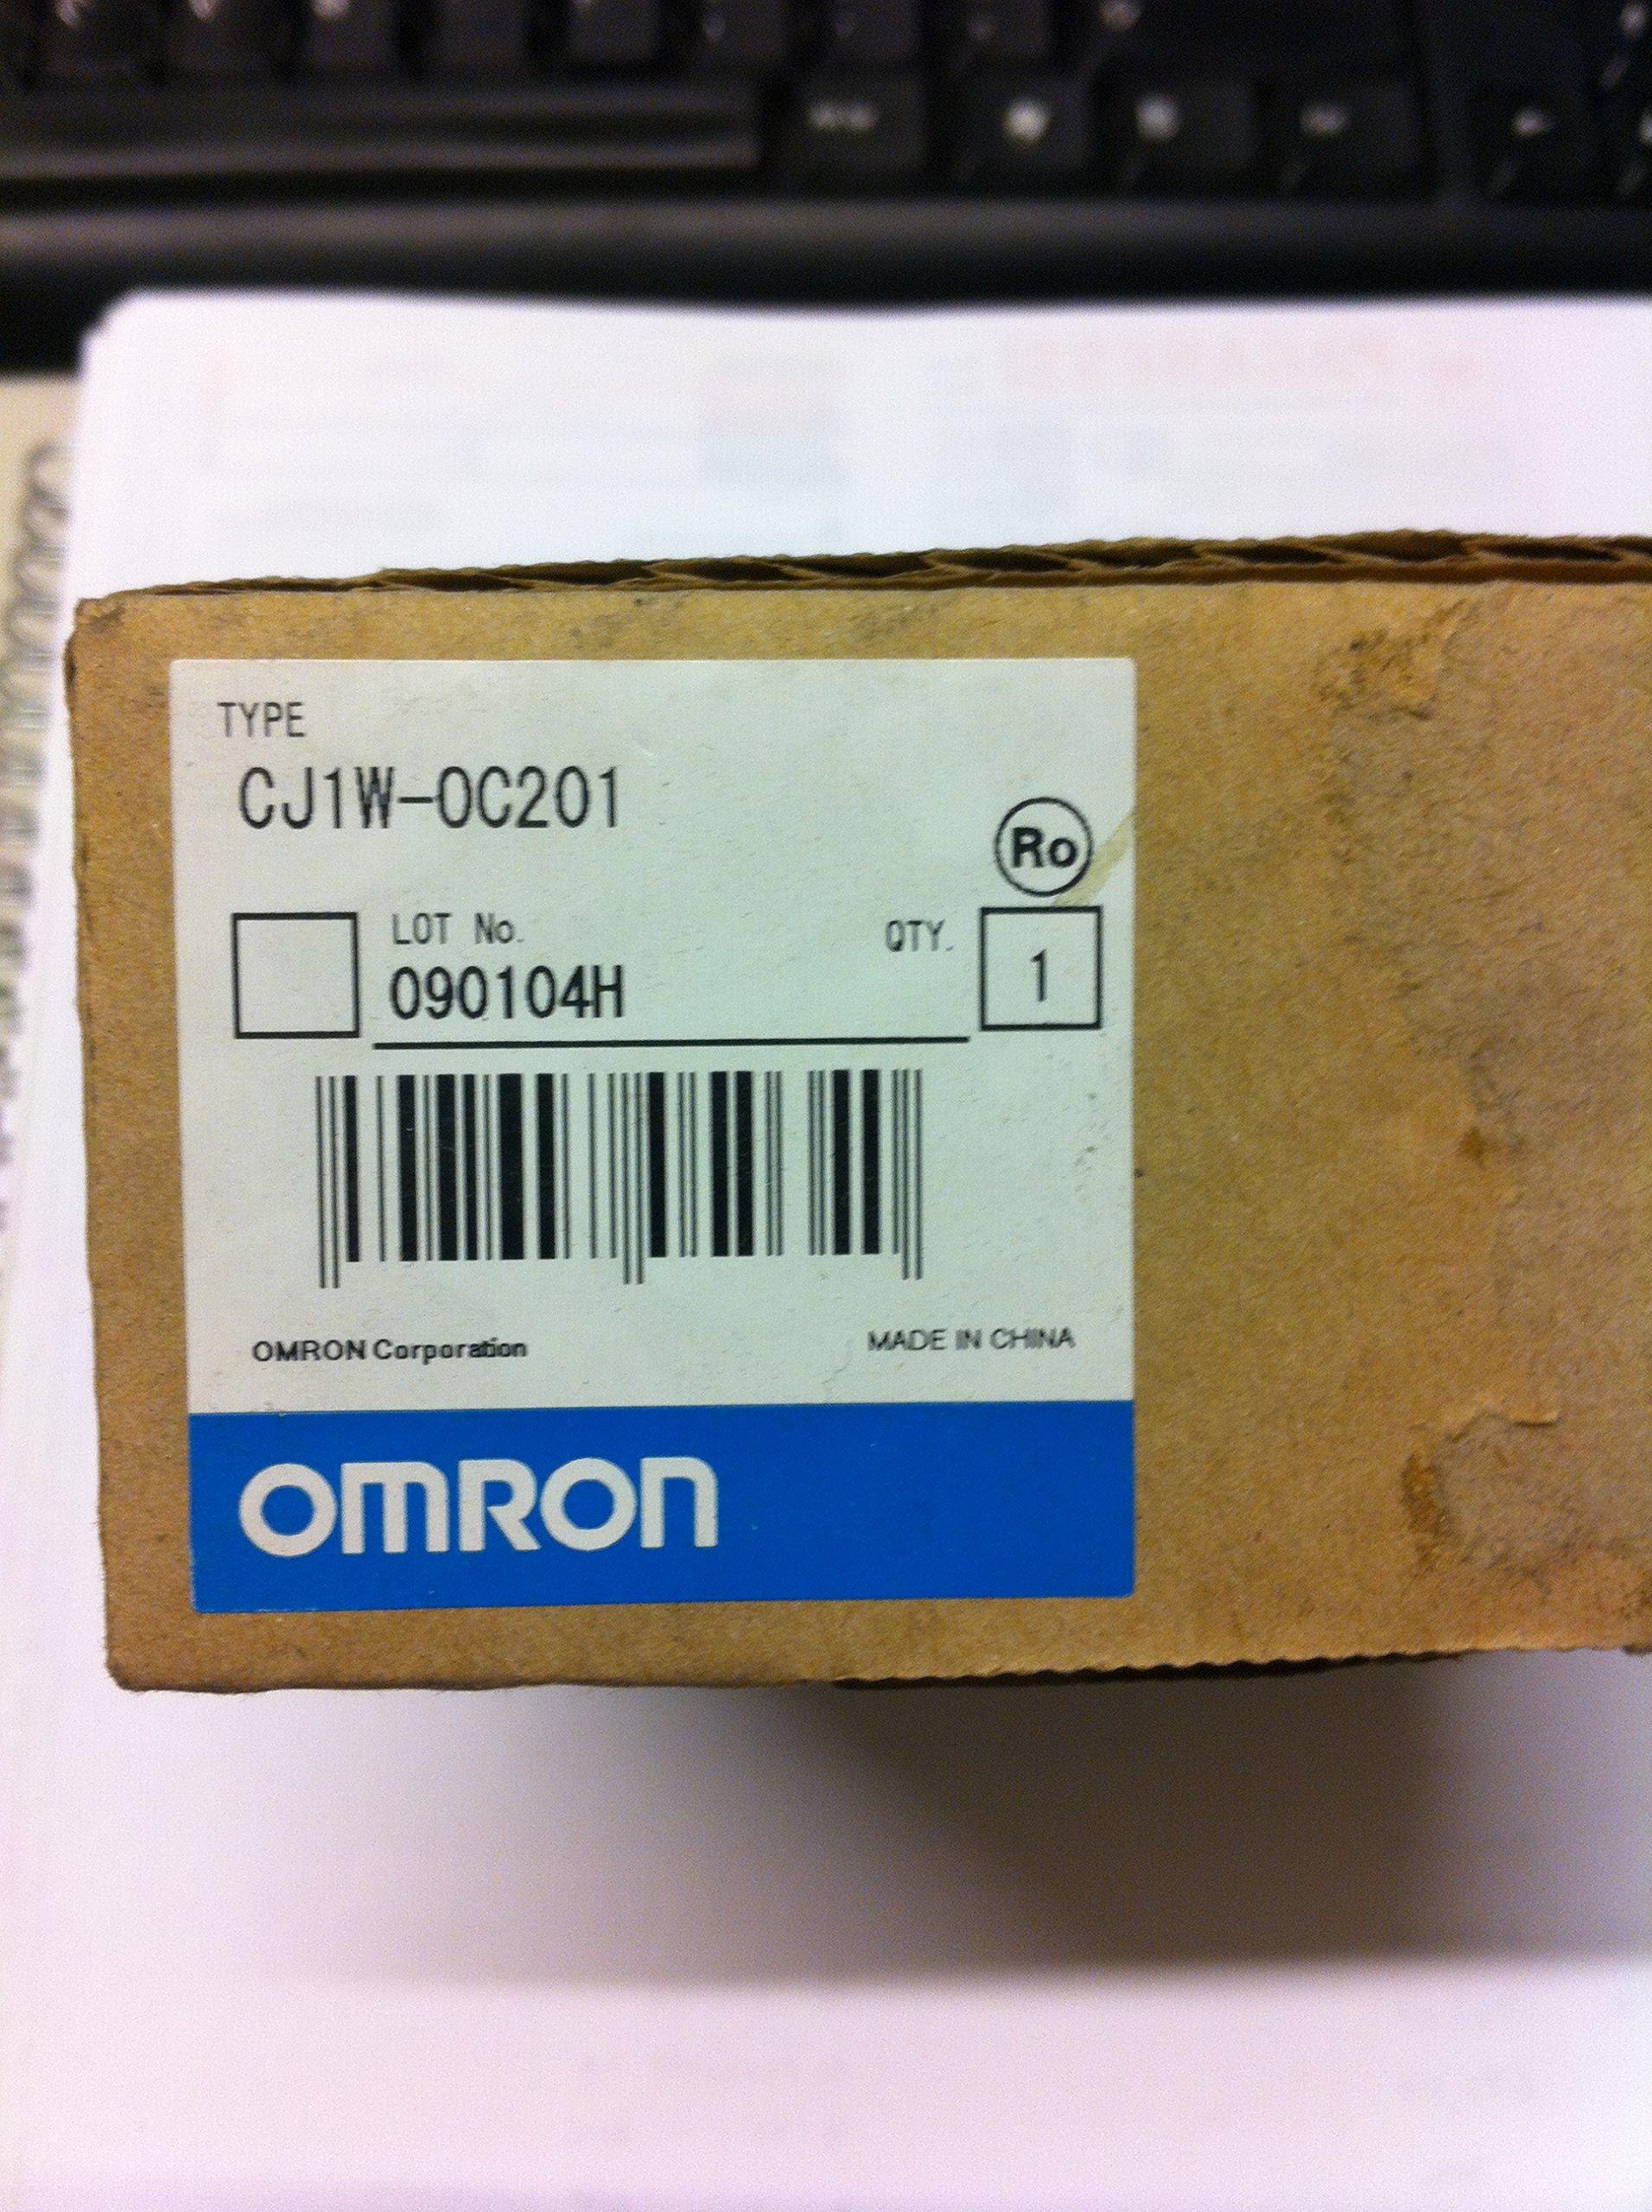 TYPE
CJ1W-OC201
Ro
LOT No.
QTY.
090104H
1
OMRON Corporation
MADE IN CHINA
OMRON